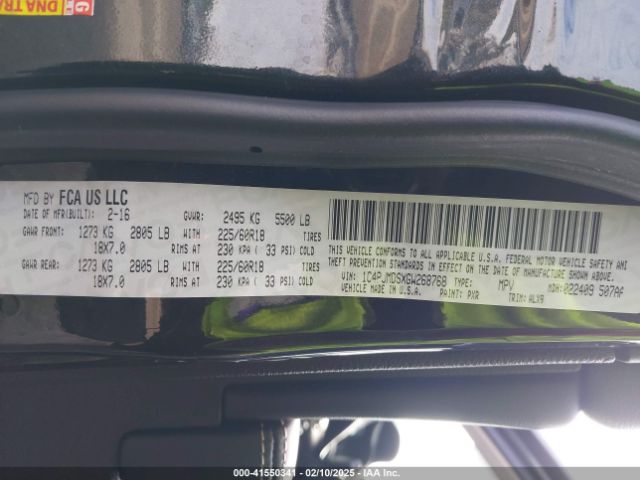 DNA TRA
MFD BY FCA US LLC
DATE OF MFR(BUILT): 2-16 GVWR: 2495 KG 5500 LB
GAWR FRONT: 1273 KG 2805 LB WITH 225/60R18 TIRES
18X7.0 RIMS AT 230 KPA ( 33 PSI) COLD
GAWR REAR: 1273 KG 2805 LB WITH 225/60R18 TIRES
18X7.0 RIMS AT 230 KPA ( 33 PSI) COLD
THIS VEHICLE CONFORMS TO ALL APPLICABLE U.S.A. FEDERAL MOTOR VEHICLE SAFETY AN
THEFT PREVENTION STANDARDS IN EFFECT ON THE DATE OF MANUFACTURE SHOWN ABOVE.
VIN: 1C4PJMDSXGW268768 TYPE: MPV MDH: 022409 507AF
VEHICLE MADE IN U.S.A. PAINT: PXR TRIM: ALX9
000-41550341 — 02/10/2025 — IAA Inc.